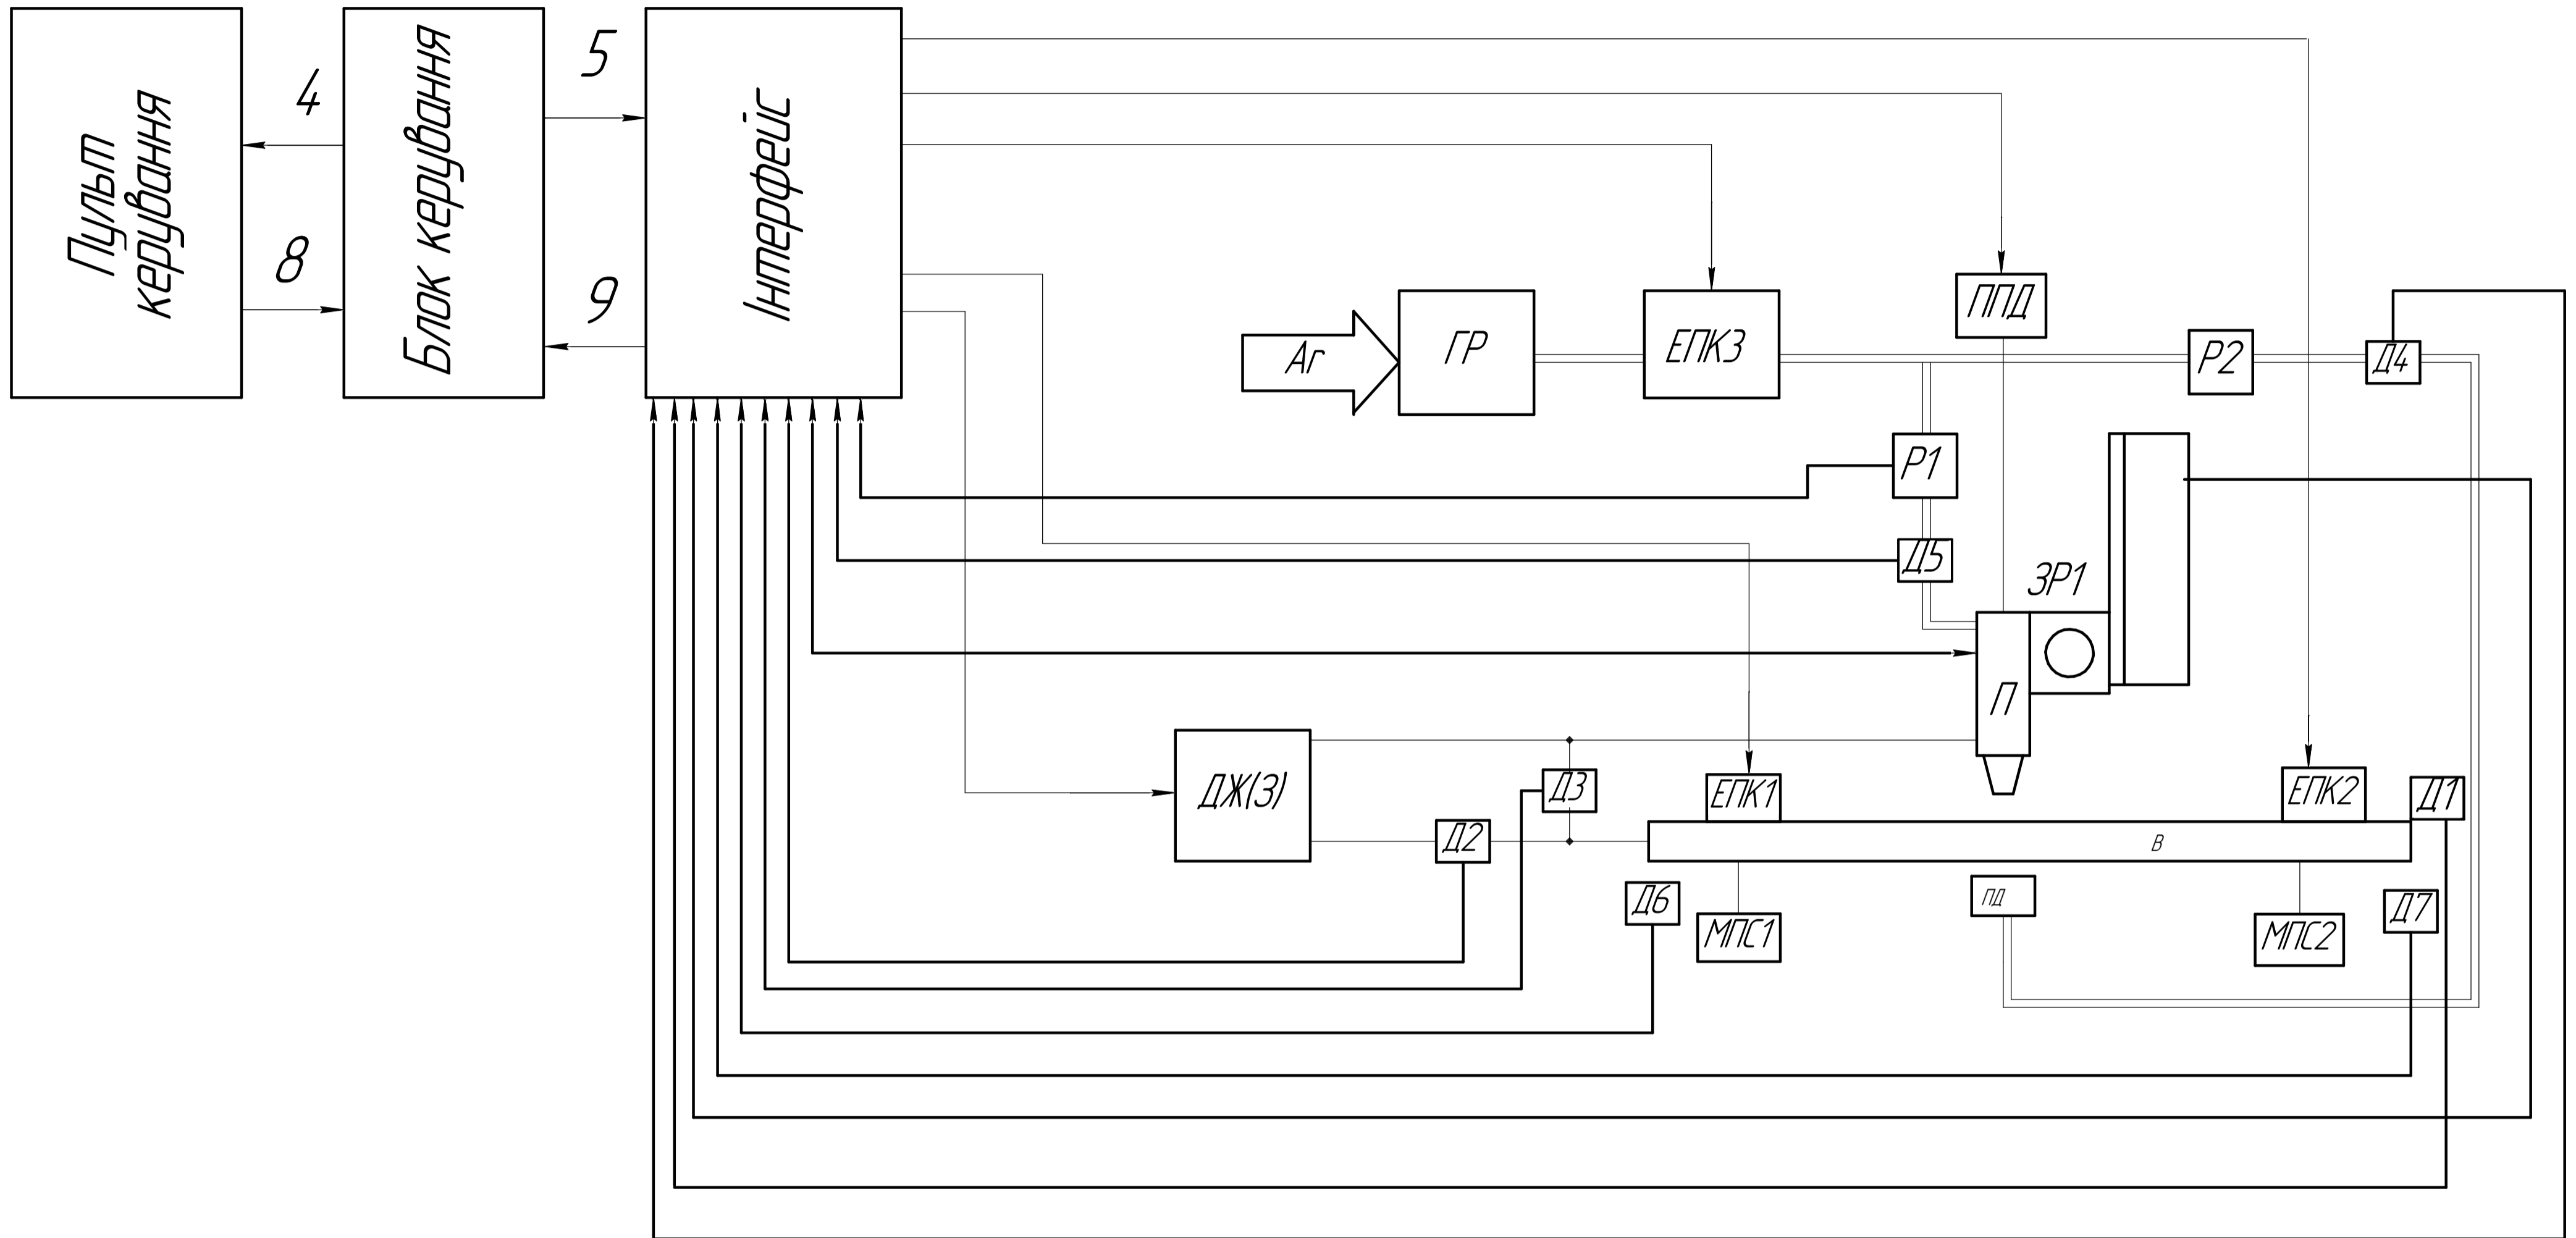 Пульт
керування
4
8
Блок керування
5
9
Інтерфейс
Ar
ГР
ЕПК3
ППД
Р2
Д4
Р1
Д5
ЗР1
П
ДЖ(З)
Д3
Д2
ЕПК1
ЕПК2
Д1
В
Д6
МПС1
ПД
МПС2
Д7